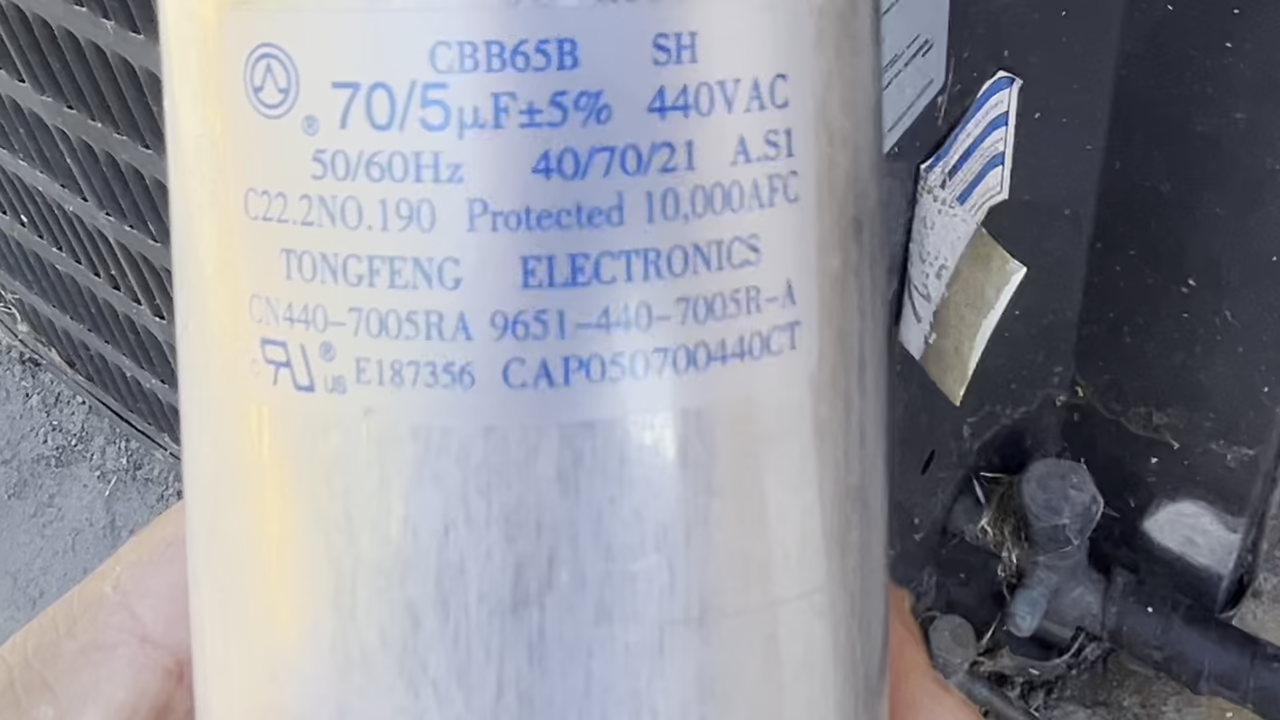 CBB65B SH
® 70/5μF±5% 440VAC
50/60Hz 40/70/21 A.S1
C22.2NO.190 Protected 10,000AFC
TONGFENG ELECTRONICS
CN440-7005RA 9651-440-7005R-A
c RU ® US E187356 CAP050700440CT